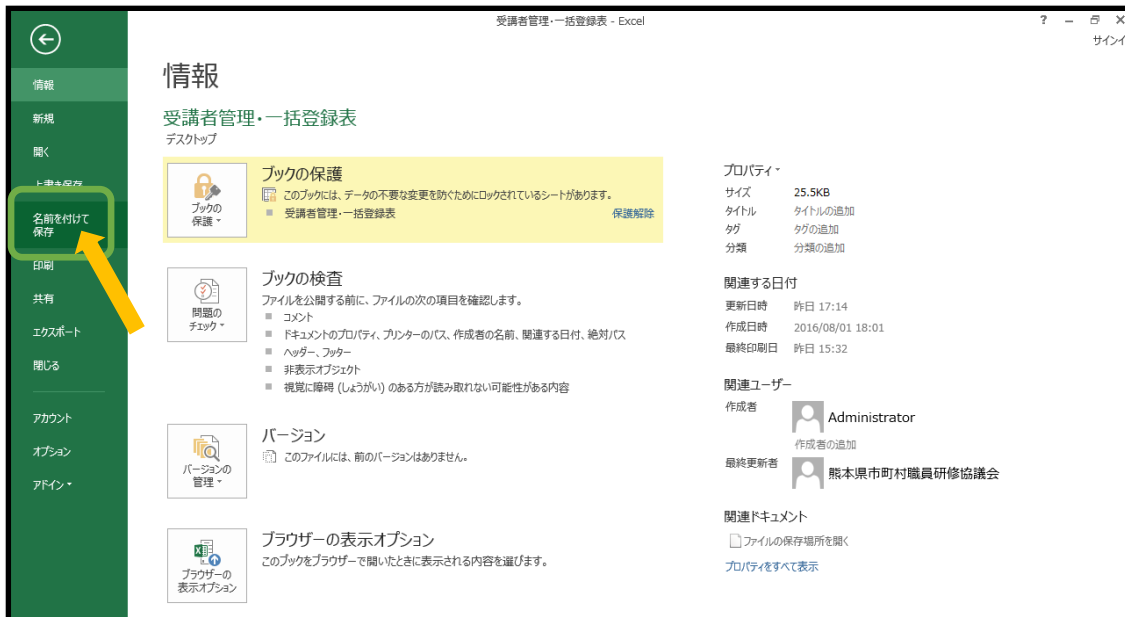 受講者管理・一括登録表 - Excel
?
サインイ
情報
新規
開く
上書き保存
名前を付けて
保存
印刷
共有
エクスポート
閉じる
アカウント
オプション
アドイン
情報
受講者管理・一括登録表
デスクトップ
ブックの
保護
ブックの保護
このブックには、データの不要な変更を防ぐためにロックされているシートがあります。
受講者管理・一括登録表 保護解除
問題の
チェック
ブックの検査
ファイルを公開する前に、ファイルの次の項目を確認します。
コメント
ドキュメントのプロパティ、プリンターのパス、作成者の名前、関連する日付、絶対パス
ヘッダー、フッター
非表示オブジェクト
視覚に障碍 (しょうがい) のある方が読み取れない可能性がある内容
バージョンの
管理
バージョン
このファイルには、前のバージョンはありません。
ブラウザーの
表示オプション
ブラウザーの表示オプション
このブックをブラウザーで開いたときに表示される内容を選びます。
プロパティ
サイズ 25.5KB
タイトル タイトルの追加
タグ タグの追加
分類 分類の追加
関連する日付
更新日時 昨日 17:14
作成日時 2016/08/01 18:01
最終印刷日 昨日 15:32
関連ユーザー
作成者 Administrator
作成者の追加
最終更新者 熊本県市町村職員研修協議会
関連ドキュメント
ファイルの保存場所を開く
プロパティをすべて表示